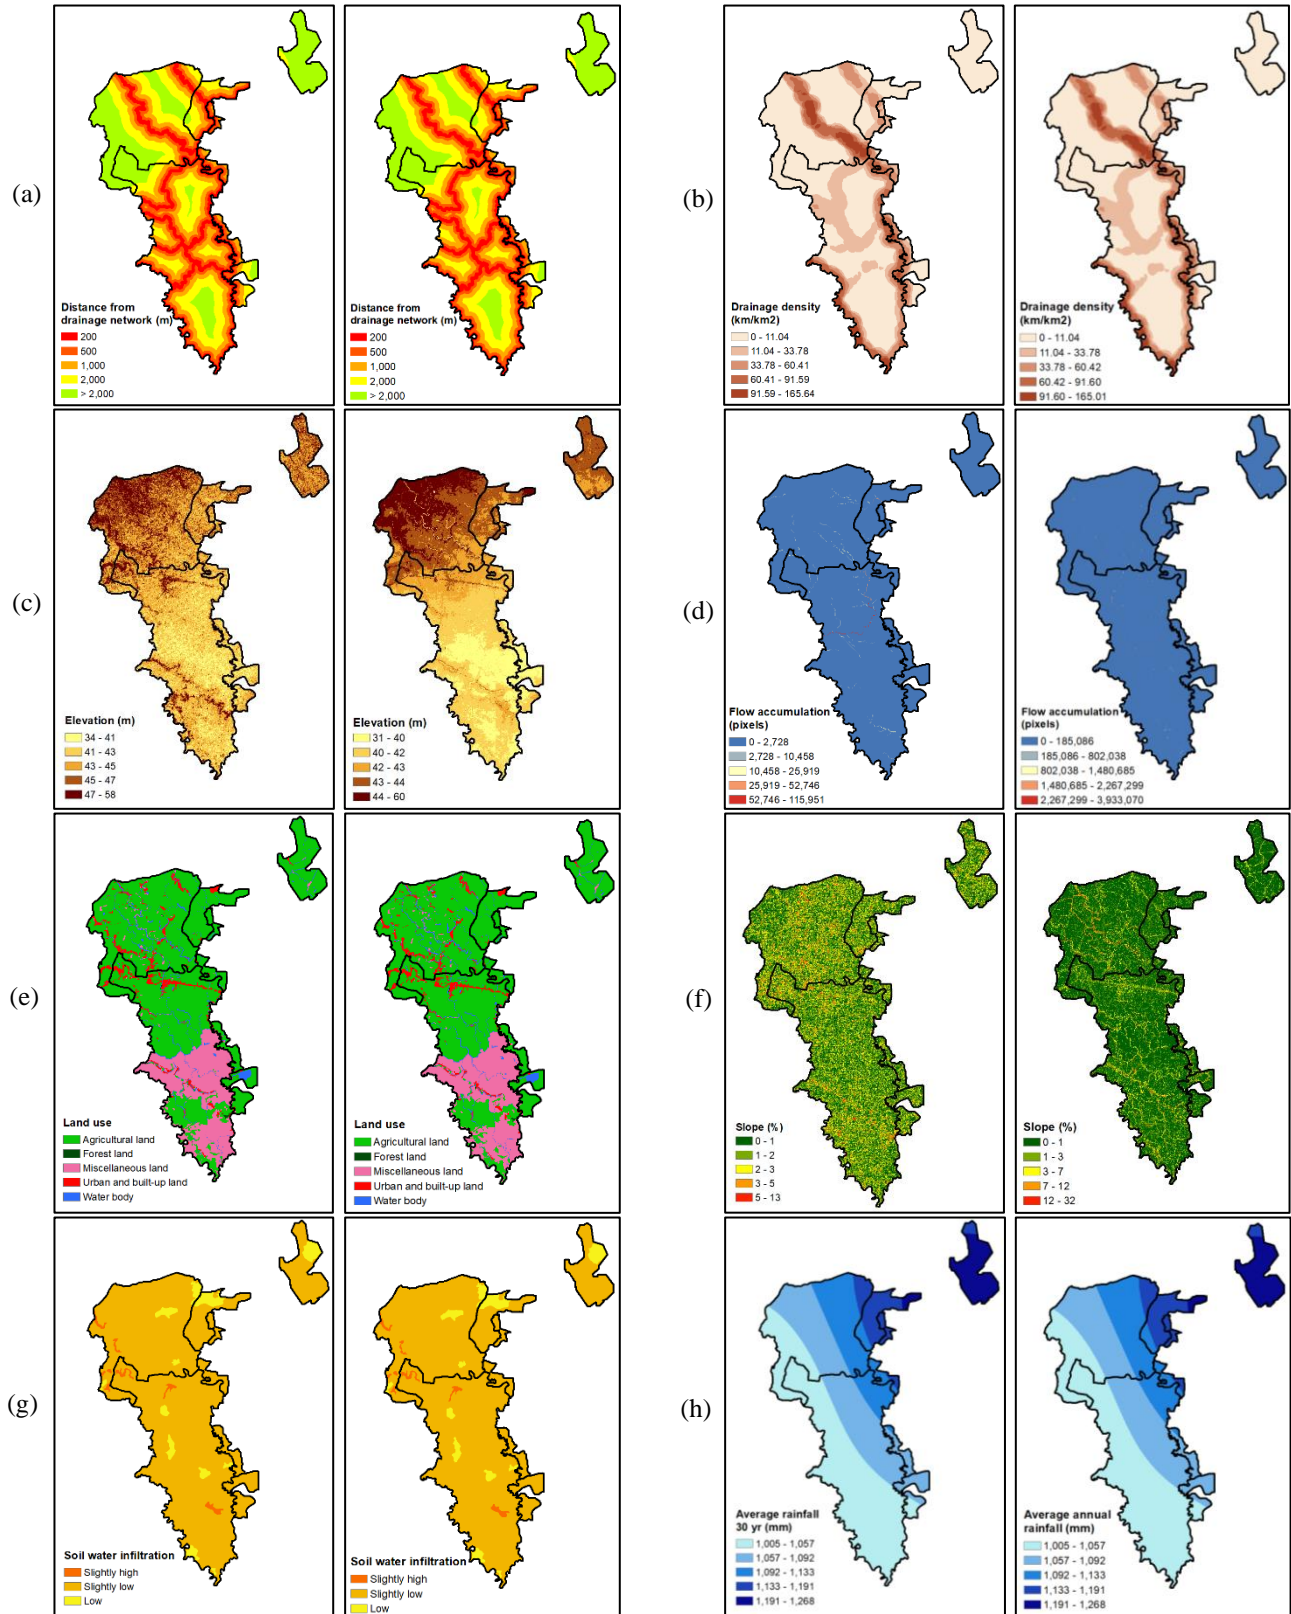 (a)
Distance from
drainage network (m)
200
600
1,000
2,000
> 2,000
Distance from
drainage network (m)
200
500
1,000
2,000
> 2,000
(b)
Drainage density
(km/km2)
0 - 11.04
11.04 - 33.78
33.78 - 60.41
60.41 - 91.59
91.59 - 165.64
Drainage density
(km/km2)
0 - 11.04
11.04 - 33.78
33.78 - 60.42
60.42 - 91.60
91.60 - 165.01
(c)
Elevation (m)
34 - 41
41 - 43
43 - 45
45 - 47
47 - 58
Elevation (m)
31 - 40
40 - 42
42 - 43
43 - 44
44 - 60
(d)
Flow accumulation
(pixels)
0 - 2,728
2,728 - 10,458
10,458 - 25,919
25,919 - 52,746
52,746 - 115,951
Flow accumulation
(pixels)
0 - 185,086
185,086 - 802,038
802,038 - 1,480,685
1,480,685 - 2,267,299
2,267,299 - 3,933,070
(e)
Land use
Agricultural land
Forest land
Miscellaneous land
Urban and built-up land
Water body
Land use
Agricultural land
Forest land
Miscellaneous land
Urban and built-up land
Water body
(f)
Slope (%)
0 - 1
1 - 2
2 - 3
3 - 5
5 - 13
Slope (%)
0 - 1
1 - 3
3 - 7
7 - 12
12 - 32
(g)
Soil water infiltration
Slightly high
Slightly low
Low
Soil water infiltration
Slightly high
Slightly low
Low
(h)
Average rainfall
30 yr (mm)
1,005 - 1,057
1,057 - 1,092
1,092 - 1,133
1,133 - 1,191
1,191 - 1,268
Average annual
rainfall (mm)
1,005 - 1,057
1,057 - 1,092
1,092 - 1,133
1,133 - 1,191
1,191 - 1,268